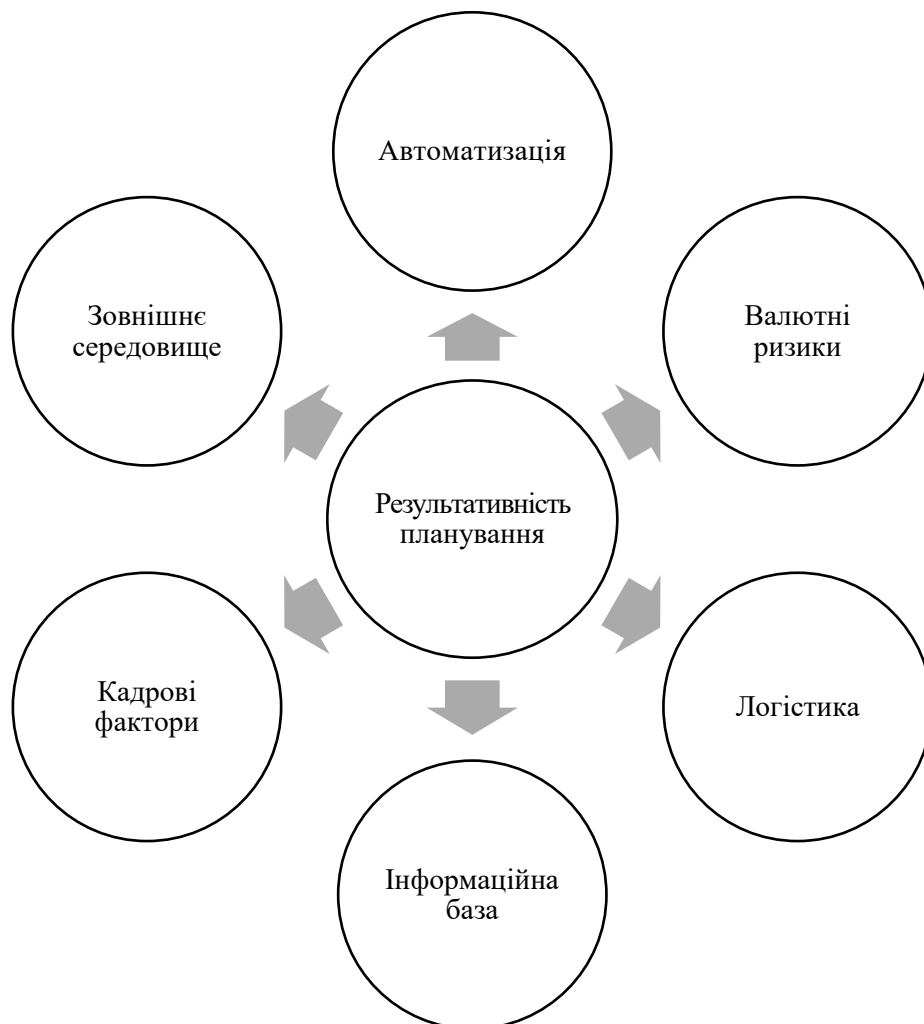 Автоматизація
Зовнішнє
середовище
Валютні
ризики
Результативність
планування
Кадрові
фактори
Логістика
Інформаційна
база